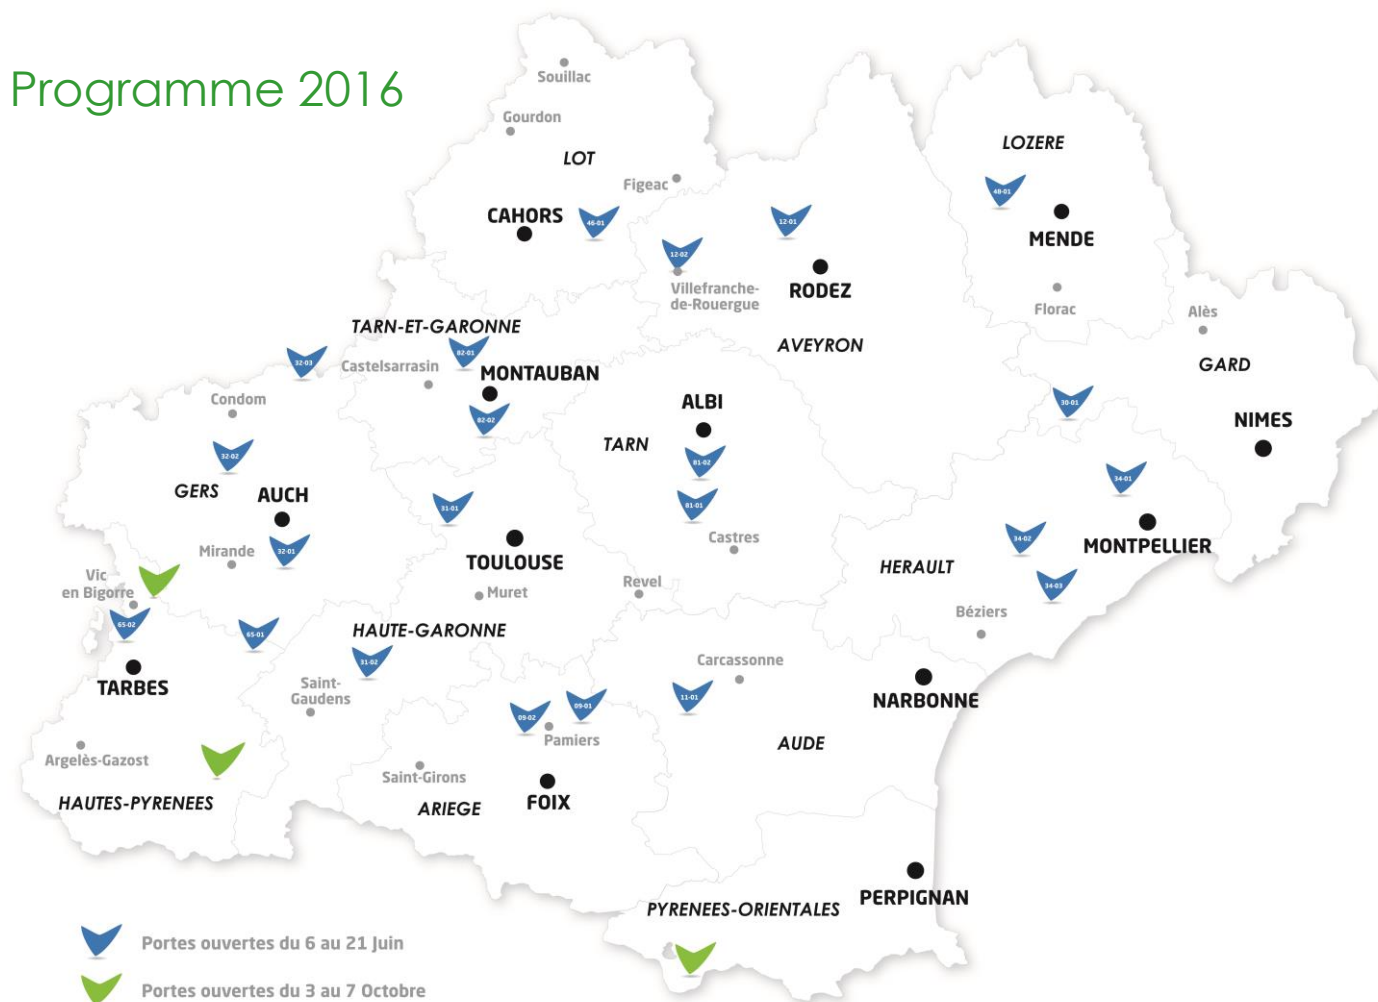 Programme 2016
Souillac
Gourdon
LOT
LOZERE
Figeac
48-01
CAHORS
46-01
12-01
MENDE
12-02
Villefranche-
de-Rouergue
RODEZ
Florac
Alès
TARN-ET-GARONNE
AVEYRON
32-03
82-01
Castelsarrasin
MONTAUBAN
GARD
Condom
ALBI
30-01
82-02
NIMES
TARN
32-02
81-02
GERS
AUCH
34-01
31-01
81-01
Mirande
32-01
TOULOUSE
Castres
34-02
MONTPELLIER
HERAULT
Vic
en Bigorre
Muret
Revel
34-03
Béziers
65-02
65-01
HAUTE-GARONNE
31-02
Carcassonne
TARBES
Saint-
Gaudens
11-01
NARBONNE
09-02
09-01
Pamiers
AUDE
Argelès-Gazost
Saint-Girons
HAUTES-PYRENEES
ARIEGE
FOIX
PERPIGNAN
PYRENEES-ORIENTALES
Portes ouvertes du 6 au 21 Juin
Portes ouvertes du 3 au 7 Octobre